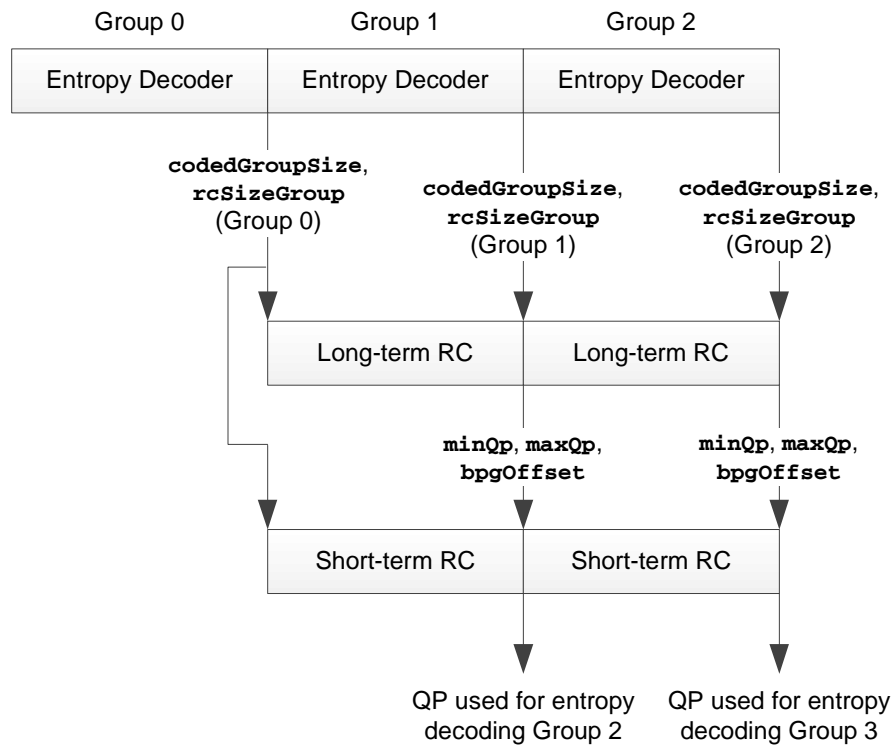 Group 0
Group 1
Group 2
Entropy Decoder
Entropy Decoder
Entropy Decoder
codedGroupSize,
rcSizeGroup
(Group 0)
codedGroupSize,
rcSizeGroup
(Group 1)
codedGroupSize,
rcSizeGroup
(Group 2)
Long-term RC
Long-term RC
minQp, maxQp,
bpgOffset
minQp, maxQp,
bpgOffset
Short-term RC
Short-term RC
QP used for entropy
decoding Group 2
QP used for entropy
decoding Group 3